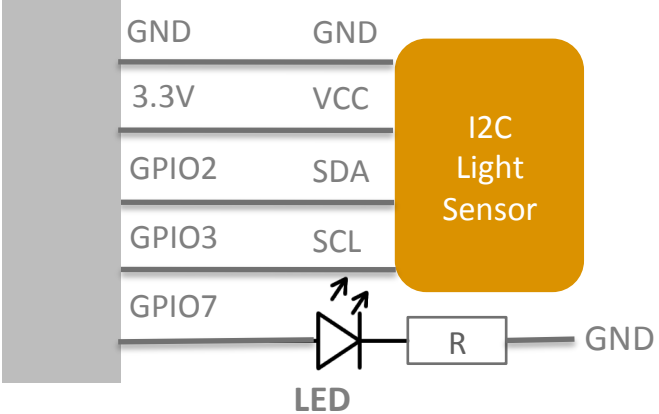 GND GND
3.3V VCC
GPIO2 SDA
GPIO3 SCL
GPIO7
I2C
Light
Sensor
R
GND
LED